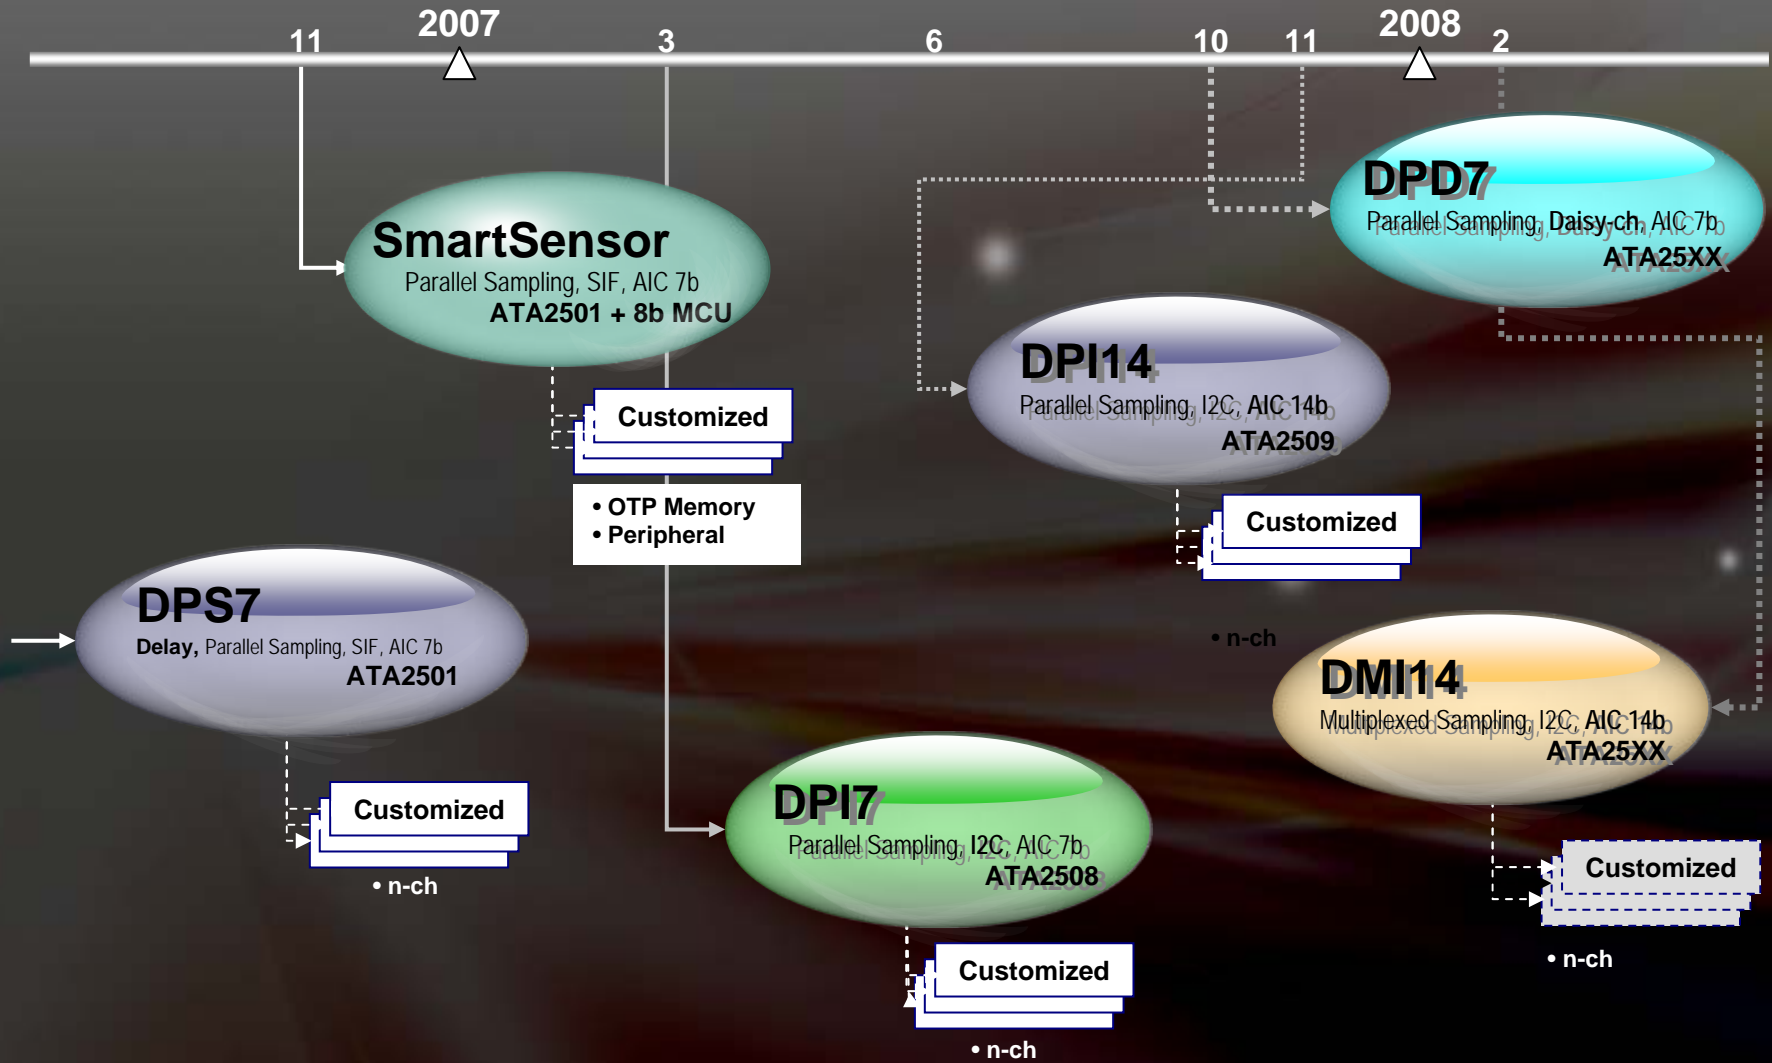 2007
2008
11
3
6
10
11
2
SmartSensor
Parallel Sampling, SIF, AIC 7b
ATA2501 + 8b MCU
Customized
• OTP Memory
• Peripheral
DPS7
Delay, Parallel Sampling, SIF, AIC 7b
ATA2501
Customized
• n-ch
DPI7
Parallel Sampling, I2C, AIC 7b
ATA2508
Customized
• n-ch
DPI14
Parallel Sampling, I2C, AIC 14b
ATA2509
Customized
• n-ch
DPD7
Parallel Sampling, Daisy-ch, AIC 7b
ATA25XX
DMI14
Multiplexed Sampling, I2C, AIC 14b
ATA25XX
Customized
• n-ch